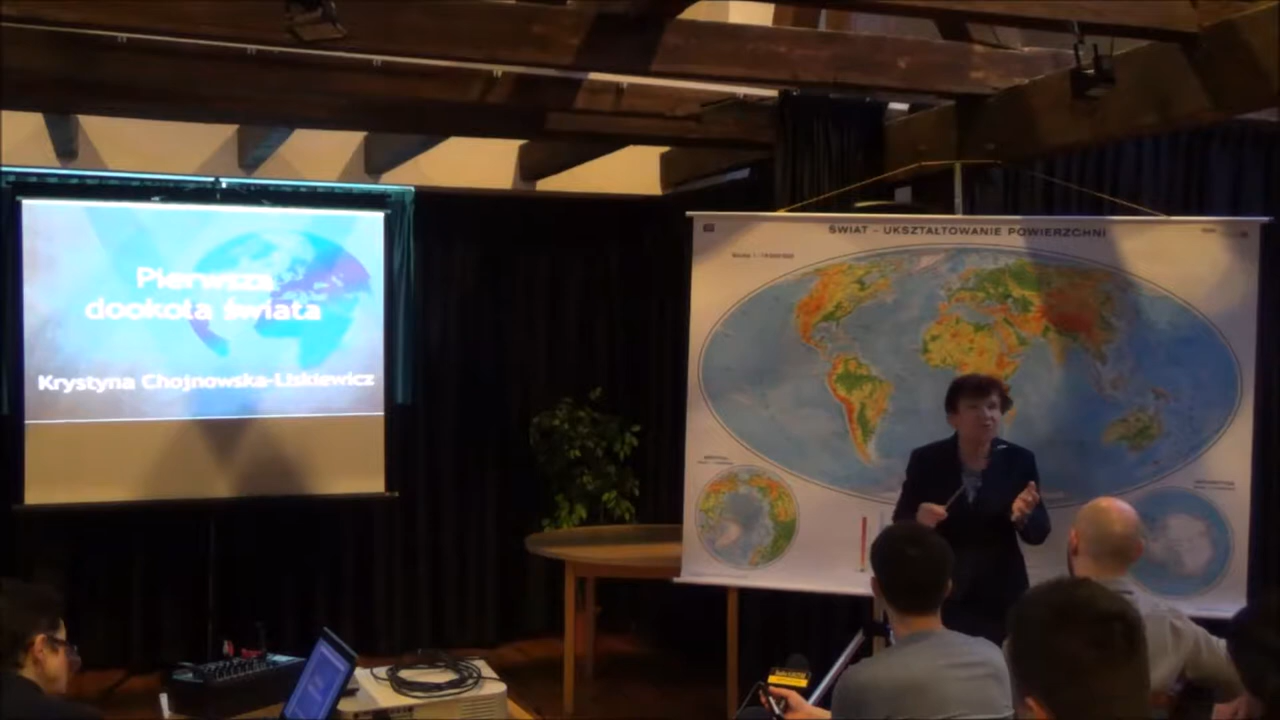 Pierwsza
dookoła świata
Krystyna Chojnowska-Liskiewicz
ŚWIAT - UKSZTAŁTOWANIE POWIERZCHNI